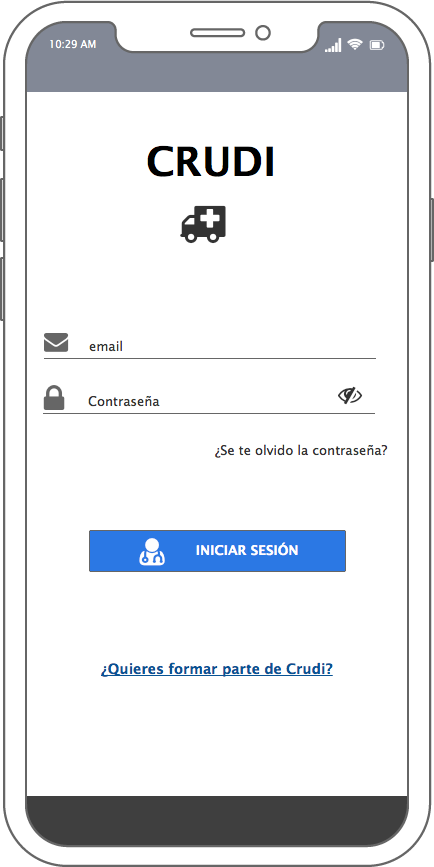 10:29 AM
CRUDI
email
Contraseña
¿Se te olvido la contraseña?
INICIAR SESIÓN
¿Quieres formar parte de Crudi?